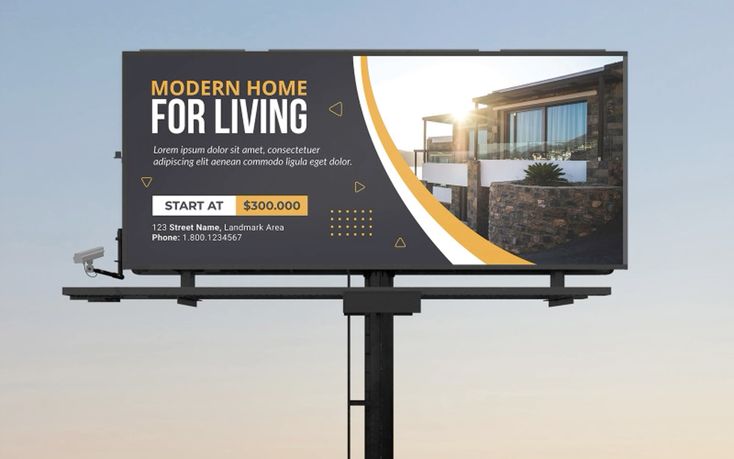 MODERN HOME
FOR LIVING
Lorem ipsum dolor sit amet, consectetuer
adipiscing elit aenean commodo ligula eget dolor.
START AT $300.000
123 Street Name, Landmark Area
Phone: 1.800.1234567